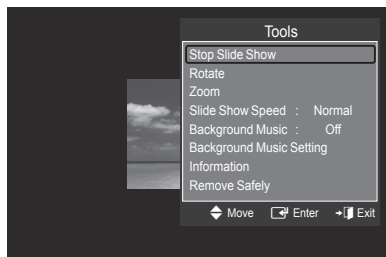 Tools
Stop Slide Show
Rotate
Zoom
Slide Show Speed : Normal
Background Music : Off
Background Music Setting
Information
Remove Safely
Move Enter Exit